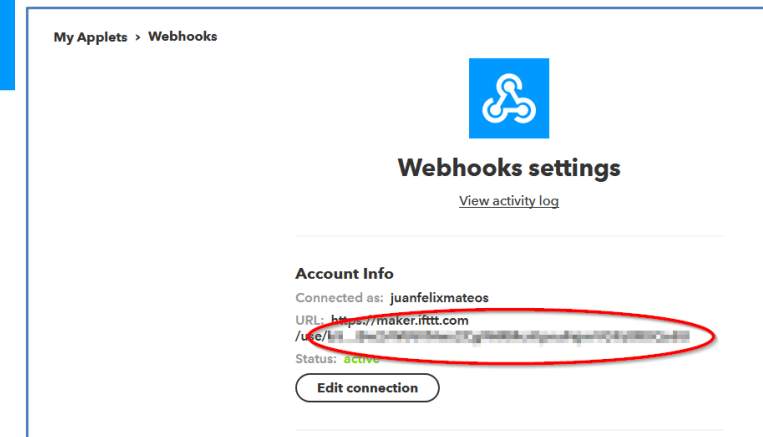 My Applets > Webhooks
Webhooks settings
View activity log
Account Info
Connected as: juanfelixmateos
URL: https://maker.ifttt.com
/use/
Status: active
Edit connection